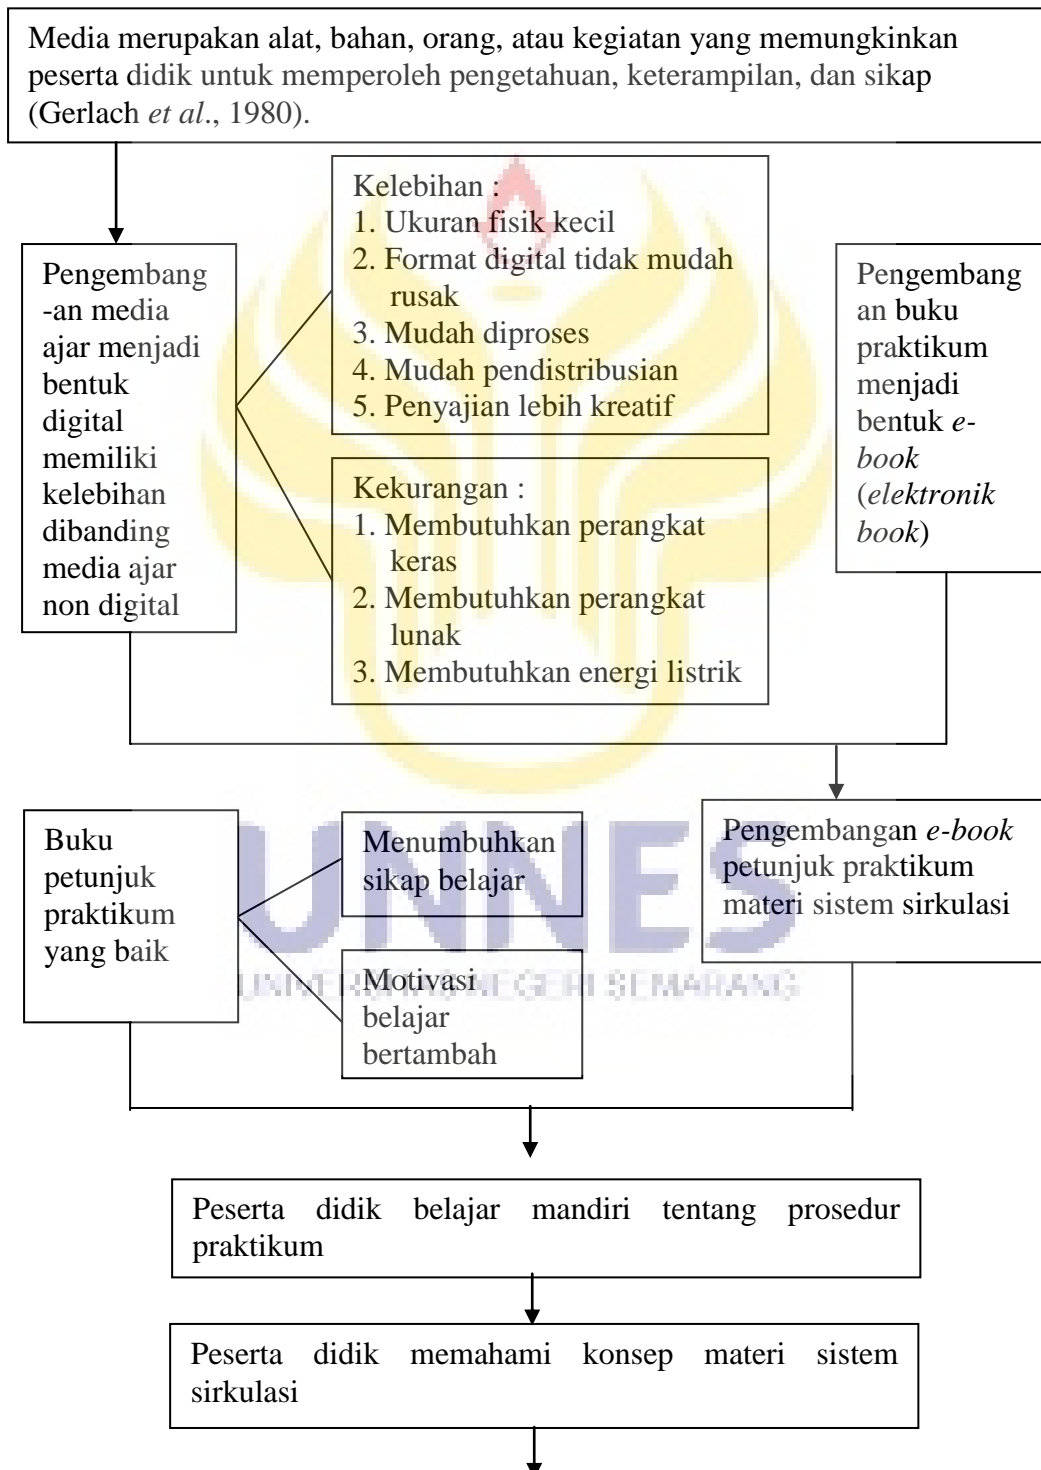 Media merupakan alat, bahan, orang, atau kegiatan yang memungkinkan
peserta didik untuk memperoleh pengetahuan, keterampilan, dan sikap
(Gerlach et al., 1980).
Pengembang
-an media
ajar menjadi
bentuk
digital
memiliki
kelebihan
dibanding
media ajar
non digital
Kelebihan :
1. Ukuran fisik kecil
2. Format digital tidak mudah
rusak
3. Mudah diproses
4. Mudah pendistribusian
5. Penyajian lebih kreatif
Kekurangan :
1. Membutuhkan perangkat
keras
2. Membutuhkan perangkat
lunak
3. Membutuhkan energi listrik
Pengembang
an buku
praktikum
menjadi
bentuk e-
book
(elektronik
book)
Buku
petunjuk
praktikum
yang baik
Menumbuhkan
sikap belajar
Motivasi
belajar
bertambah
Pengembangan e-book
petunjuk praktikum
materi sistem sirkulasi
UNNES
UNIVERSITAS NEGERI SEMARANG
Peserta didik belajar mandiri tentang prosedur
praktikum
Peserta didik memahami konsep materi sistem
sirkulasi